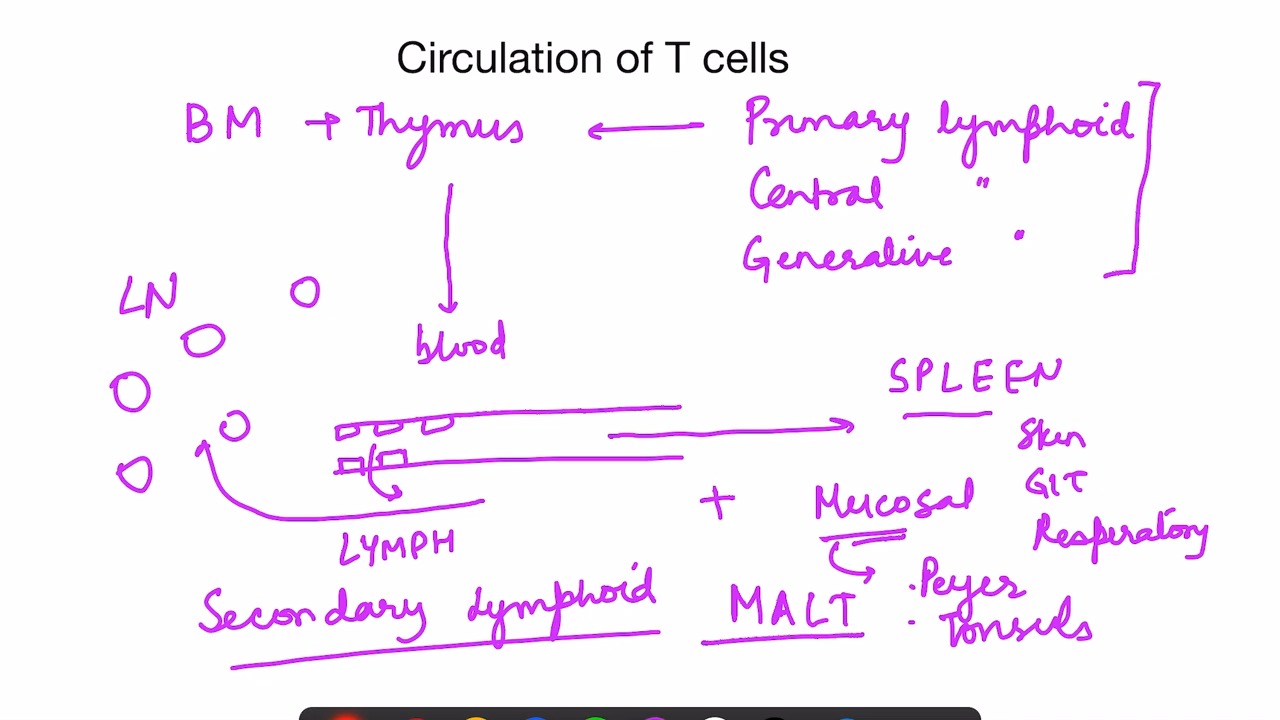 Circulation of T cells
BM → Thymus ← Primary lymphoid
Central "
Generative "
LN
blood
SPLEEN
Skin
GIT
Respiratory
+ Mucosal
LYMPH
Secondary lymphoid
MALT
· Peyer
· Tonsils